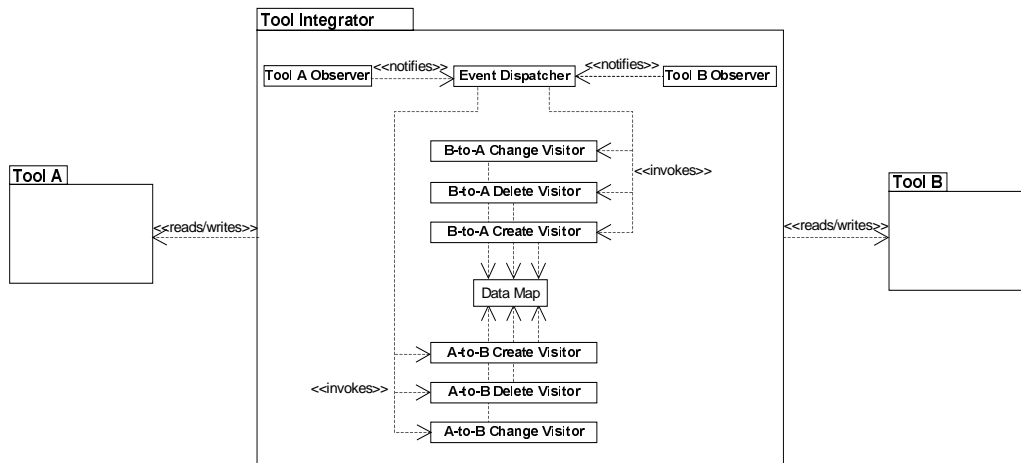 Tool Integrator
<<notifies>>
<<notifies>>
Tool A Observer
Event Dispatcher
Tool B Observer
B-to-A Change Visitor
<<invokes>>
Tool A
Tool B
B-to-A Delete Visitor
<<reads/writes>>
B-to-A Create Visitor
<<reads/writes>>
Data Map
A-to-B Create Visitor
<<invokes>>
A-to-B Delete Visitor
A-to-B Change Visitor